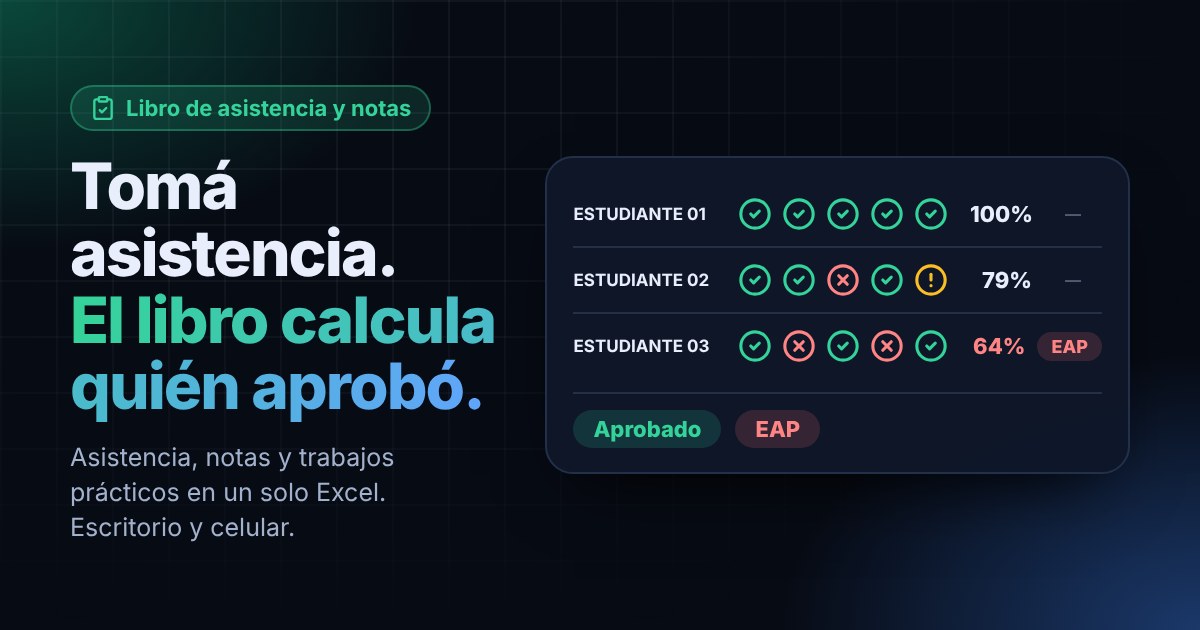 Libro de asistencia y notas
Tomá
asistencia.
El libro calcula
quién aprobó.
Asistencia, notas y trabajos
prácticos en un solo Excel.
Escritorio y celular.
ESTUDIANTE 01 100% —
ESTUDIANTE 02 79% —
ESTUDIANTE 03 64% EAP
Aprobado EAP